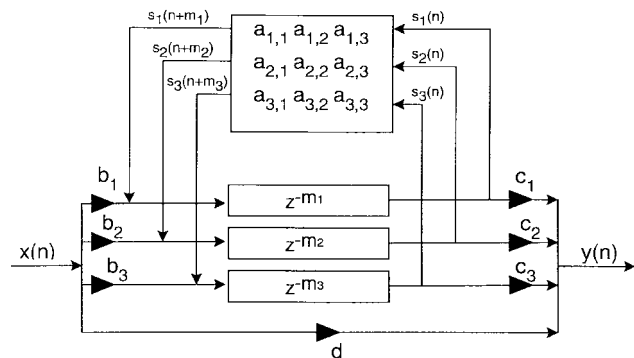 s₁(n+m₁)
s₂(n+m₂)
s₃(n+m₃)
a₁,₁ a₁,₂ a₁,₃
a₂,₁ a₂,₂ a₂,₃
a₃,₁ a₃,₂ a₃,₃
s₁(n)
s₂(n)
s₃(n)
b₁
z⁻ᵐ¹
c₁
b₂
z⁻ᵐ²
c₂
x(n)
y(n)
b₃
z⁻ᵐ³
c₃
d